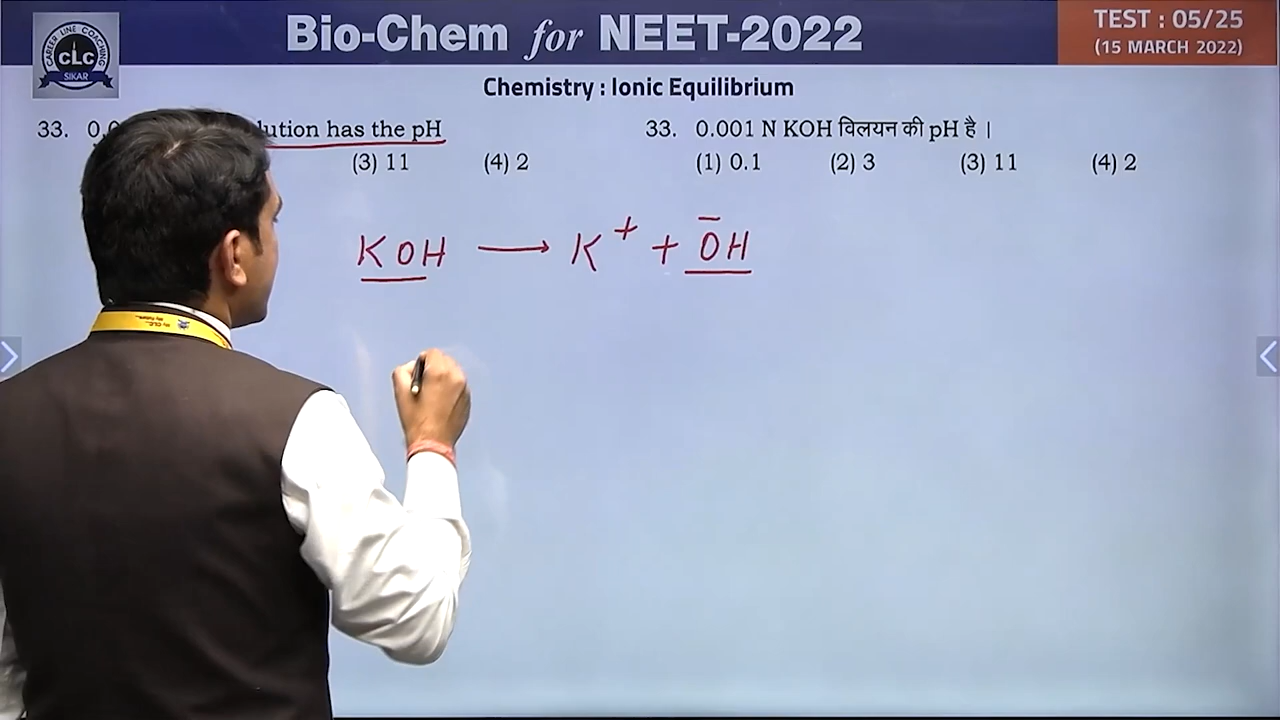 Bio-Chem for NEET-2022
TEST : 05/25
(15 MARCH 2022)
CAREER LINE COACHING
CLC
SIKAR
Chemistry : Ionic Equilibrium
33. has the pH
(3) 11 (4) 2
33. 0.001 N KOH विलयन की pH है |
(1) 0.1 (2) 3 (3) 11 (4) 2
KOH ⟶ K⁺ + O̅H